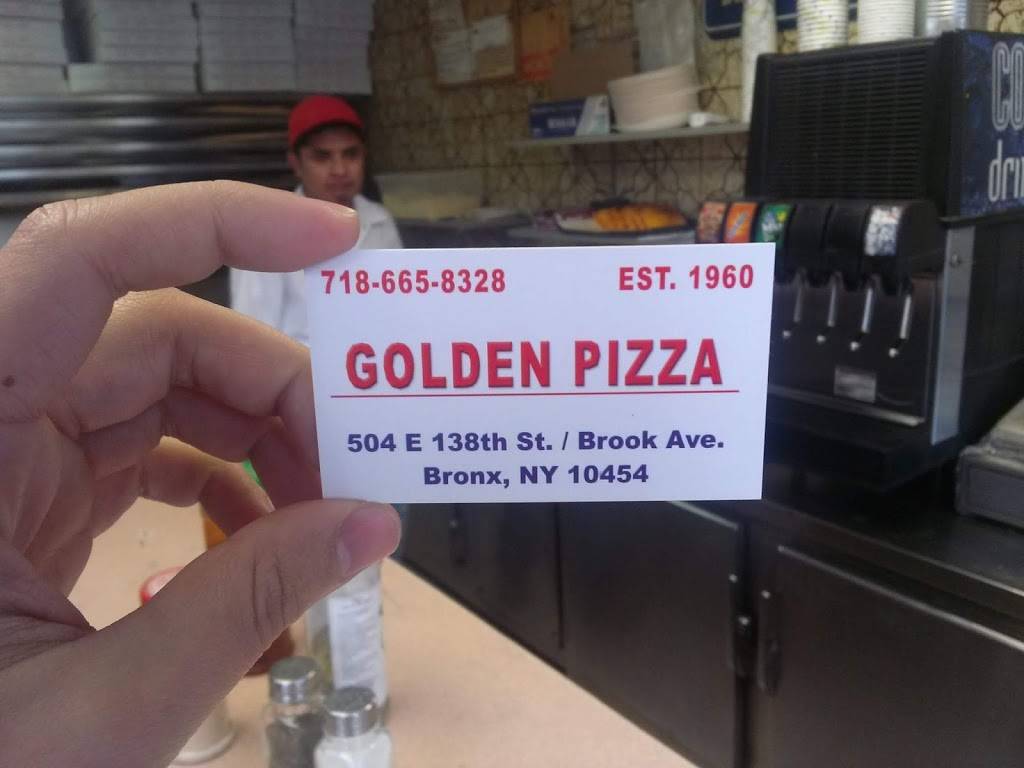 718-665-8328 EST. 1960
GOLDEN PIZZA
504 E 138th St. / Brook Ave.
Bronx, NY 10454